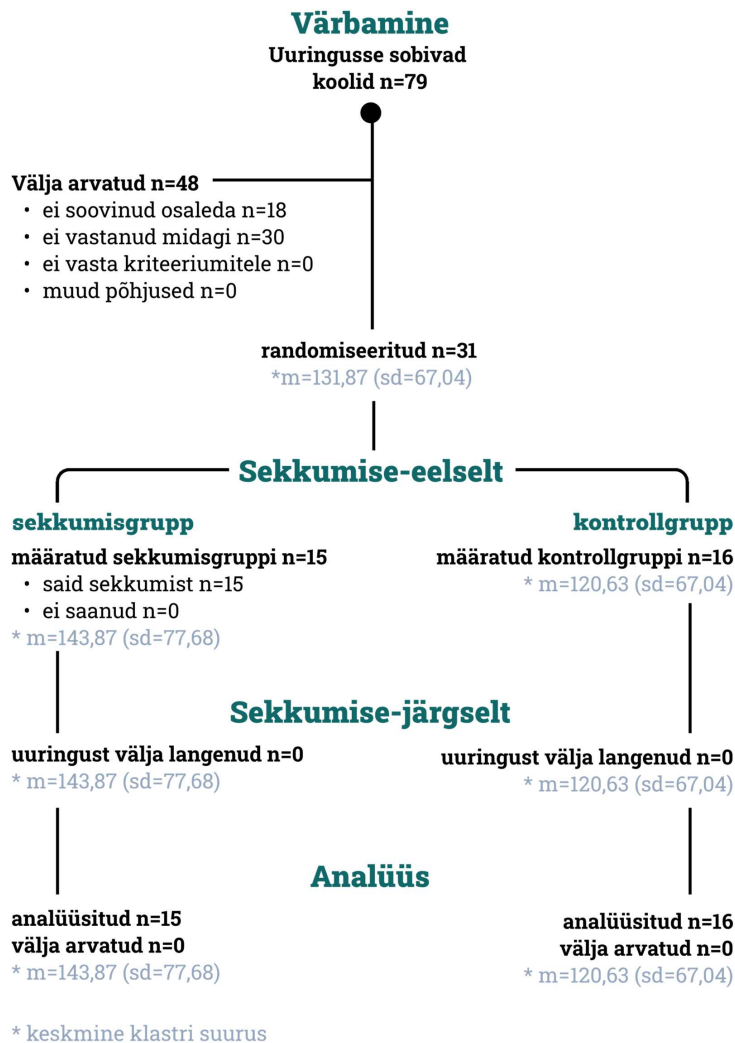 Värbamine
Uuringusse sobivad
koolid n=79
Välja arvatud n=48
• ei soovinud osaleda n=18
• ei vastanud midagi n=30
• ei vasta kriteeriumitele n=0
• muud põhjused n=0
randomiseeritud n=31
*m=131,87 (sd=67,04)
Sekkumise-eelselt
sekkumisgrupp
määratud sekkumisgruppi n=15
• said sekkumist n=15
• ei saanud n=0
* m=143,87 (sd=77,68)
kontrollgrupp
määratud kontrollgruppi n=16
* m=120,63 (sd=67,04)
Sekkumise-järgselt
uuringust välja langenud n=0
* m=143,87 (sd=77,68)
uuringust välja langenud n=0
* m=120,63 (sd=67,04)
Analüüs
analüüsitud n=15
välja arvatud n=0
* m=143,87 (sd=77,68)
analüüsitud n=16
välja arvatud n=0
* m=120,63 (sd=67,04)
* keskmine klastri suurus